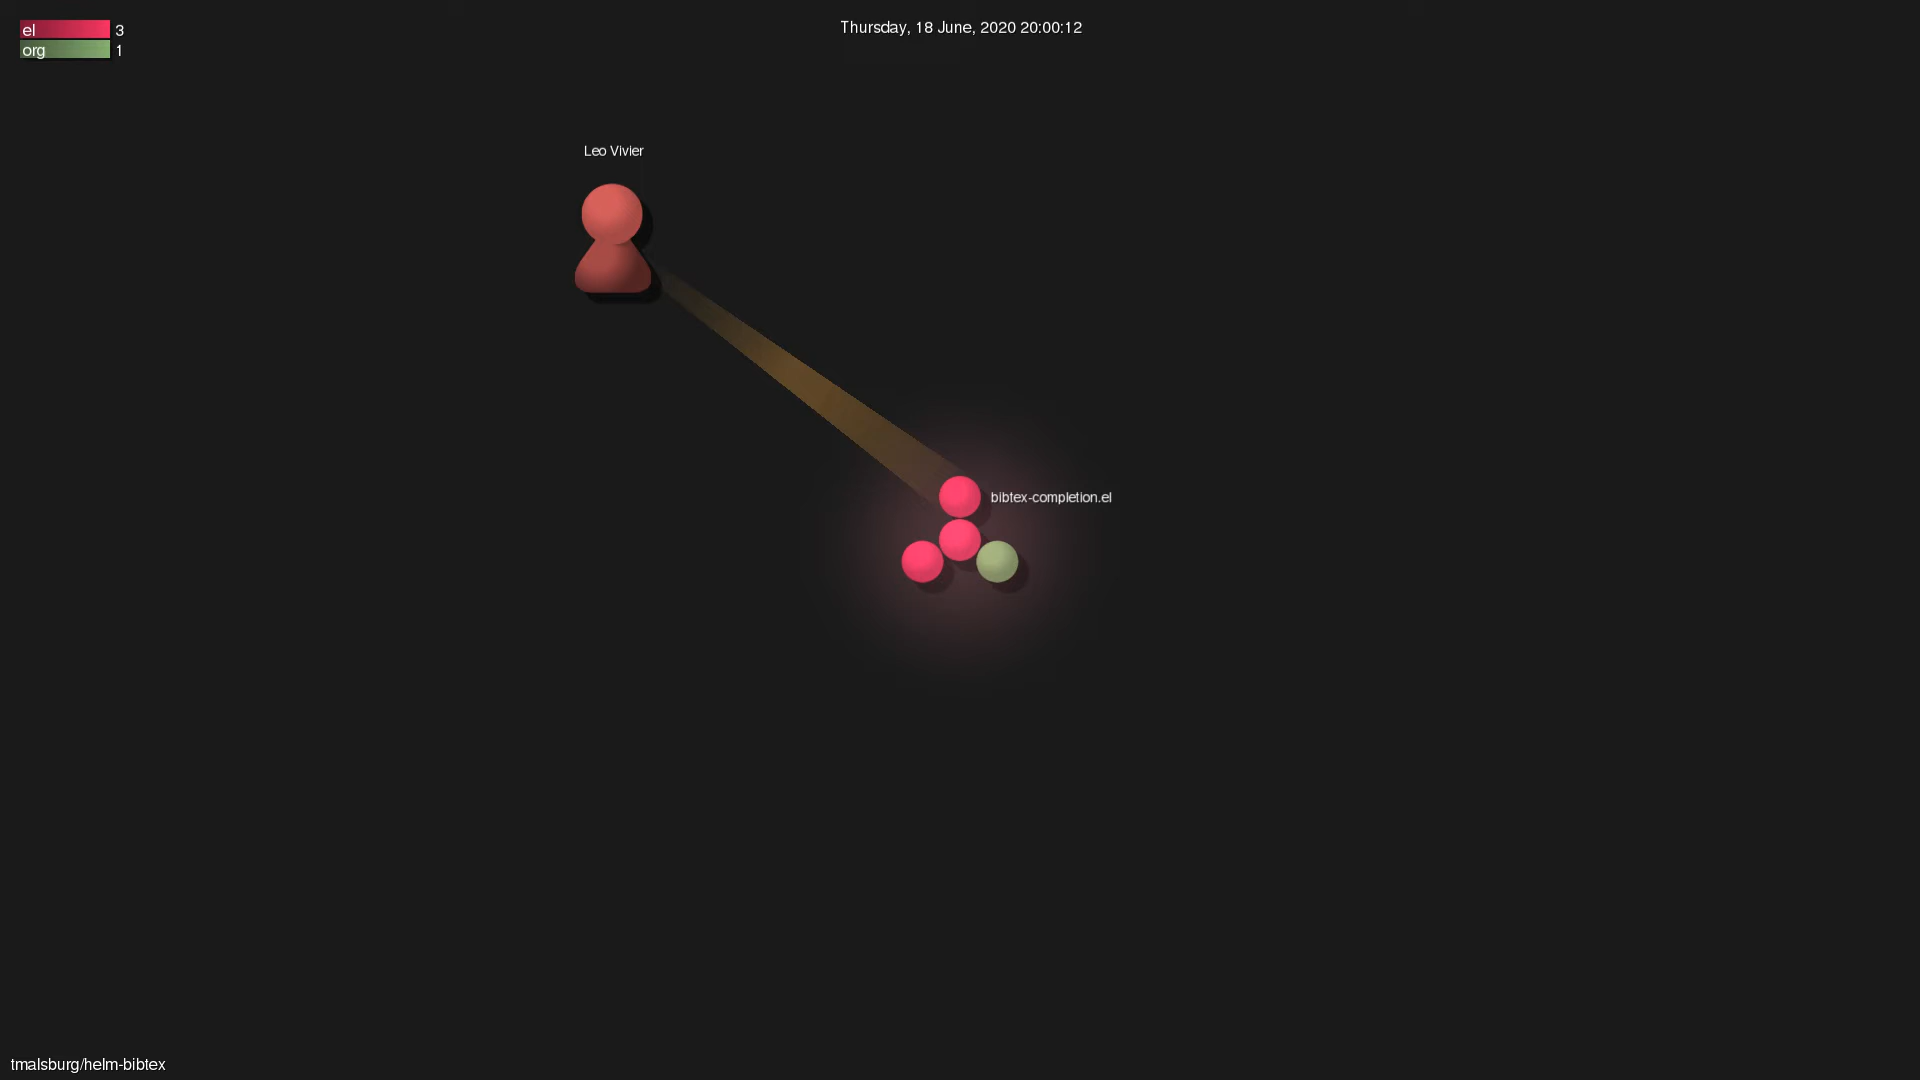 el 3
org 1
Thursday, 18 June, 2020 20:00:12
Leo Vivier
bibtex-completion.el
tmalsburg/helm-bibtex